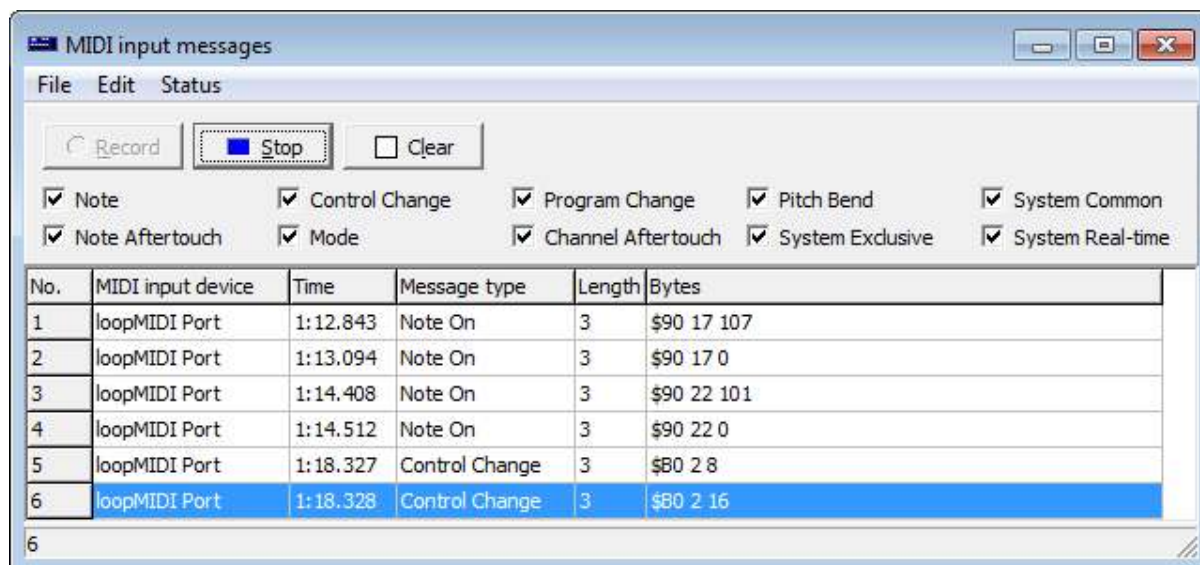 MIDI input messages
File Edit Status
Record Stop Clear
Note Control Change Program Change Pitch Bend System Common
Note Aftertouch Mode Channel Aftertouch System Exclusive System Real-time
No. MIDI input device Time Message type Length Bytes
1 loopMIDI Port 1:12.843 Note On 3 $90 17 107
2 loopMIDI Port 1:13.094 Note On 3 $90 17 0
3 loopMIDI Port 1:14.408 Note On 3 $90 22 101
4 loopMIDI Port 1:14.512 Note On 3 $90 22 0
5 loopMIDI Port 1:18.327 Control Change 3 $B0 2 8
6 loopMIDI Port 1:18.328 Control Change 3 $B0 2 16
6